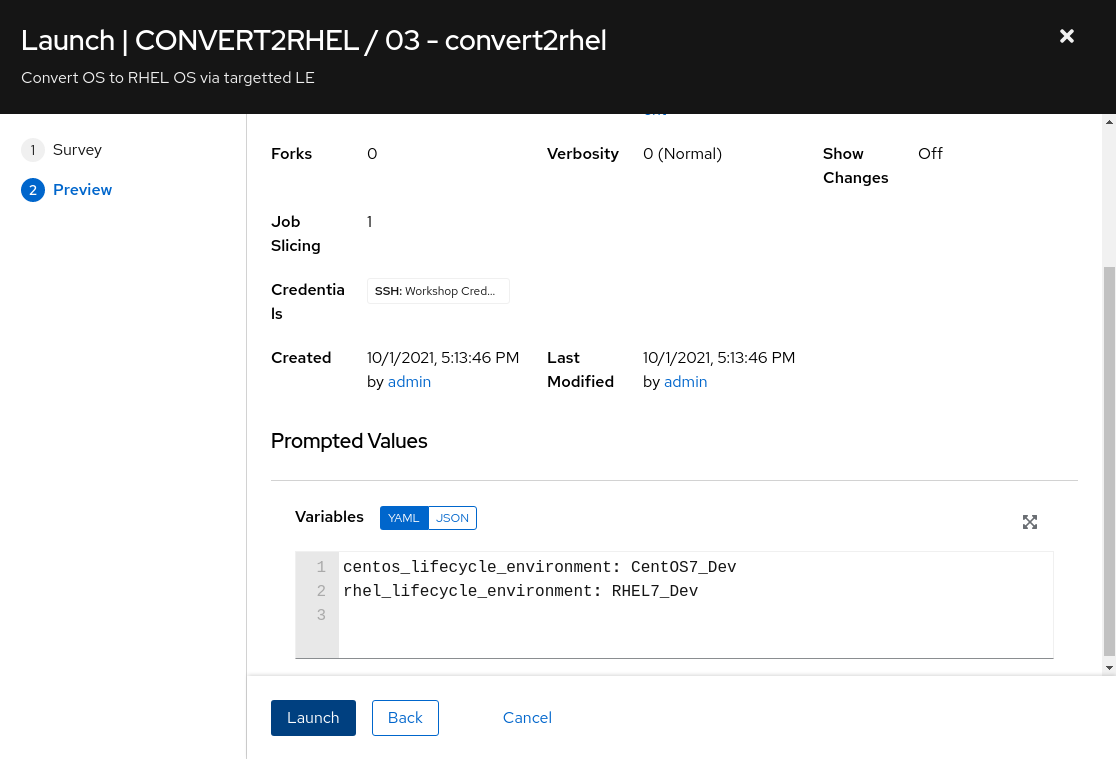 Launch | CONVERT2RHEL / 03 - convert2rhel
Convert OS to RHEL OS via targetted LE
1 Survey
2 Preview
Forks 0 Verbosity 0 (Normal) Show Changes Off
Job Slicing 1
Credentials SSH: Workshop Cred...
Created 10/1/2021, 5:13:46 PM by admin Last Modified 10/1/2021, 5:13:46 PM by admin
Prompted Values
Variables YAML JSON
1 centos_lifecycle_environment: CentOS7_Dev
2 rhel_lifecycle_environment: RHEL7_Dev
3
Launch Back Cancel